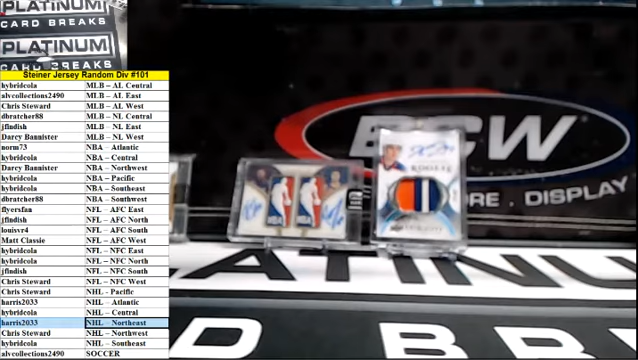 PLATINUM
CARD BREAKS
PLATINUM
CARD BREAKS
Steiner Jersey Random Div #101
hybridcola MLB – AL Central
alvcollections2490 MLB – AL East
Chris Steward MLB – AL West
dbratcher88 MLB – NL Central
jflndish MLB – NL East
Darcy Bannister MLB – NL West
norm73 NBA – Atlantic
hybridcola NBA – Central
Darcy Bannister NBA – Northwest
hybridcola NBA – Pacific
hybridcola NBA – Southeast
dbratcher88 NBA – Southwest
flyersfan NFL – AFC East
jflndish NFL – AFC North
louisvr4 NFL – AFC South
Matt Classie NFL – AFC West
hybridcola NFL – NFC East
hybridcola NFL – NFC North
jflndish NFL – NFC South
Chris Steward NFL – NFC West
Chris Steward NHL - Pacific
harris2033 NHL – Atlantic
hybridcola NHL – Central
harris2033 NHL – Northeast
Chris Steward NHL – Northwest
hybridcola NHL – Southeast
alvcollections2490 SOCCER
BCW
ORE . DISPLAY
PLATINUM
RD BR